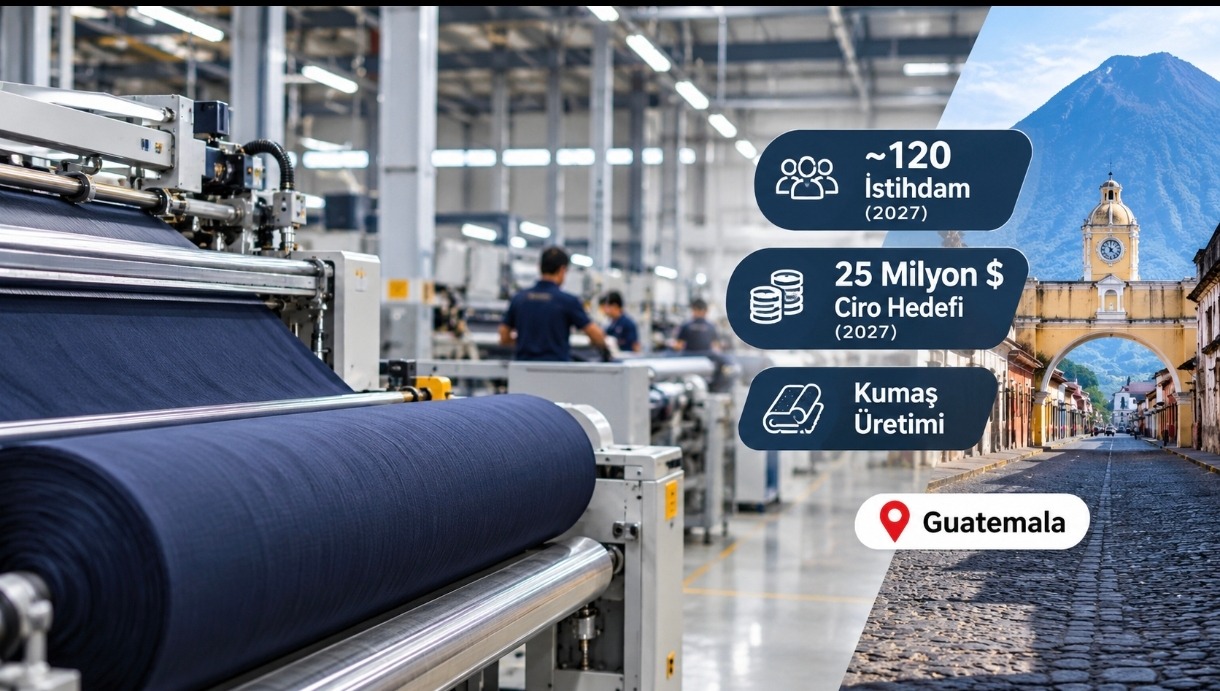 ~120
İstihdam
(2027)
25 Milyon $
Ciro Hedefi
(2027)
Kumaş
Üretimi
Guatemala